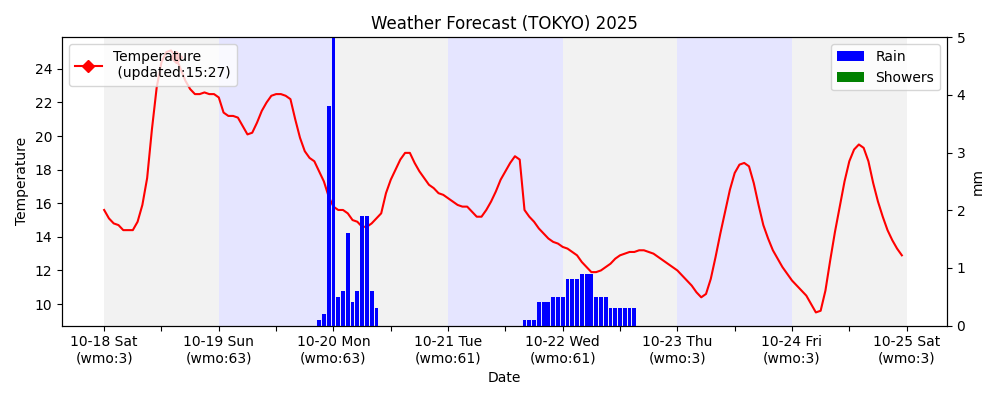 Weather Forecast (TOKYO) 2025
Temperature
(updated:15:27)
Rain
Showers
Temperature
24
22
20
18
16
14
12
10
5
4
3
2
1
0
mm
10-18 Sat
(wmo:3)
10-19 Sun
(wmo:63)
10-20 Mon
(wmo:63)
10-21 Tue
(wmo:61)
10-22 Wed
(wmo:61)
10-23 Thu
(wmo:3)
10-24 Fri
(wmo:3)
10-25 Sat
(wmo:3)
Date